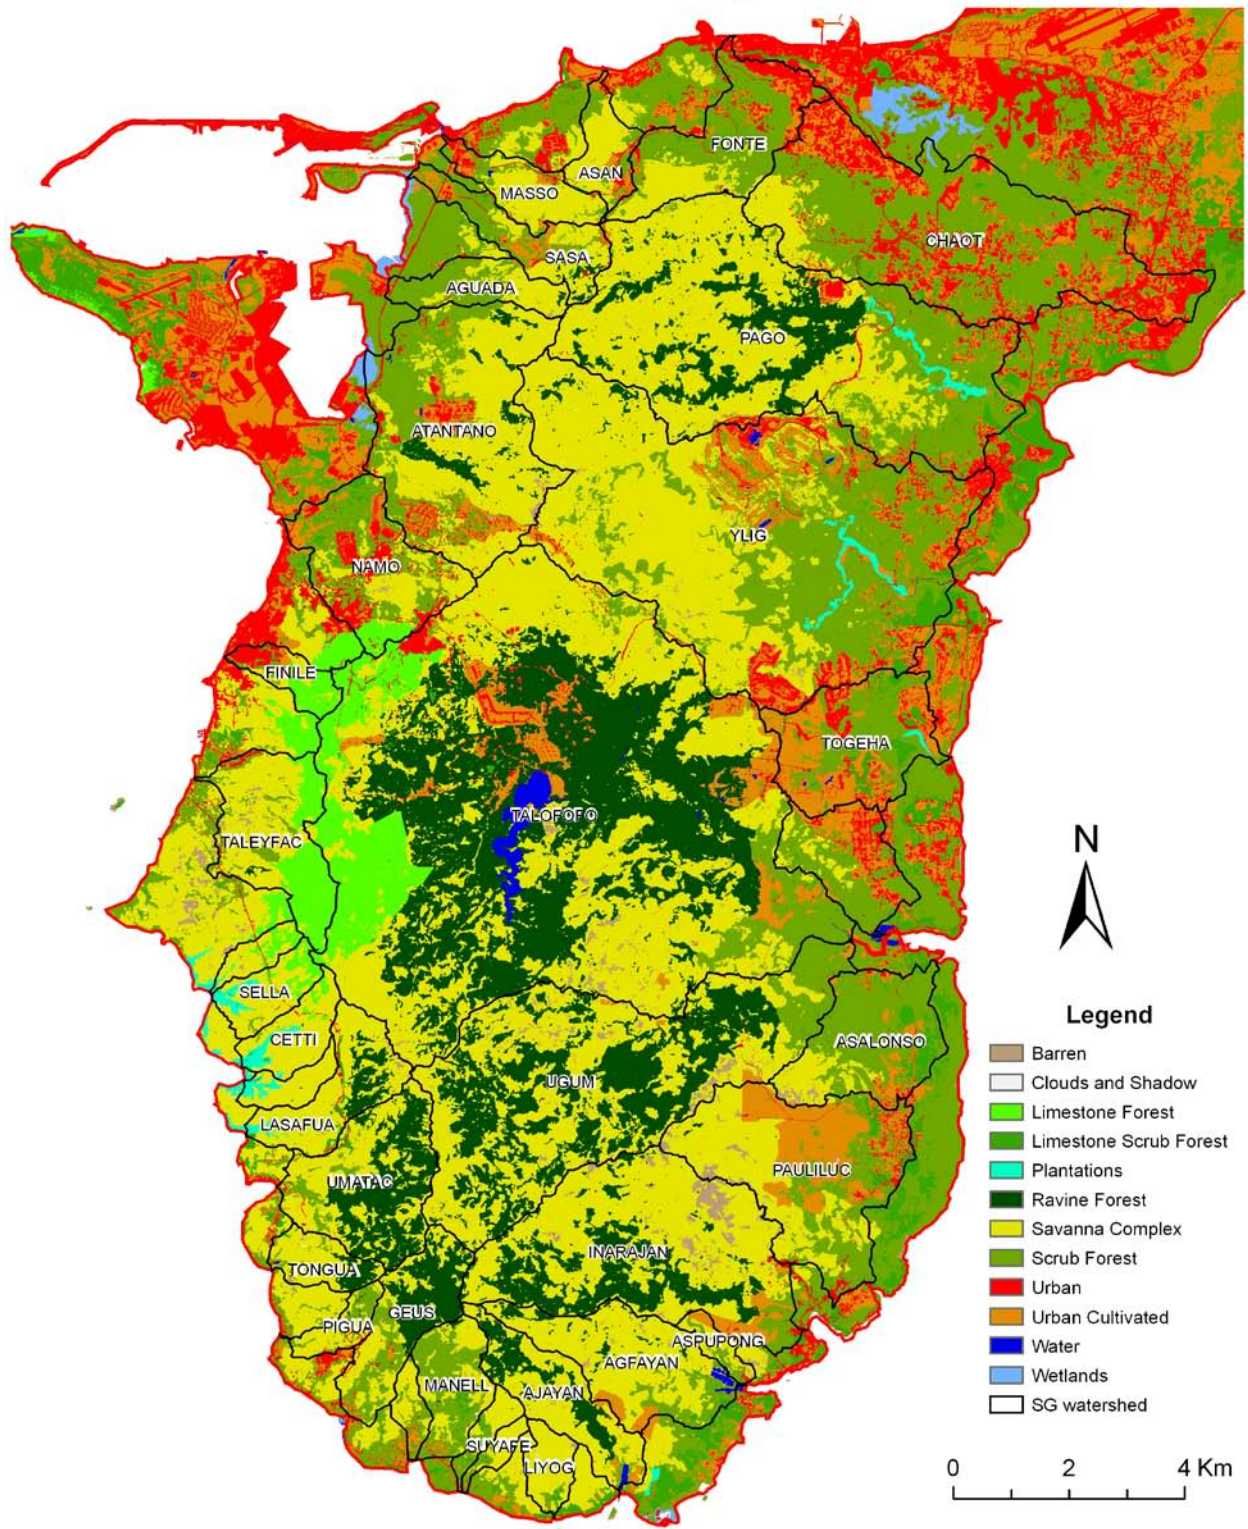 FONTE
ASAN
MASSO
CHAOT
SASA
AGUADA
PAGO
ATANTANO
YLIG
NAMO
FINILE
TOGEHA
TALOFOFO
TALEYFAC
N
SELLA
Legend
CETTI
ASALONSO
Barren
UGUM
Clouds and Shadow
Limestone Forest
LASAFUA
Limestone Scrub Forest
PAULILUC
Plantations
UMATAC
Ravine Forest
Savanna Complex
INARAJAN
Scrub Forest
TONGUA
Urban
GEUS
Urban Cultivated
PIGUA
ASPUPONG
Water
AGFAYAN
Wetlands
MANELL
AJAYAN
SG watershed
SUYAFE
LIYOG
0 2 4 Km